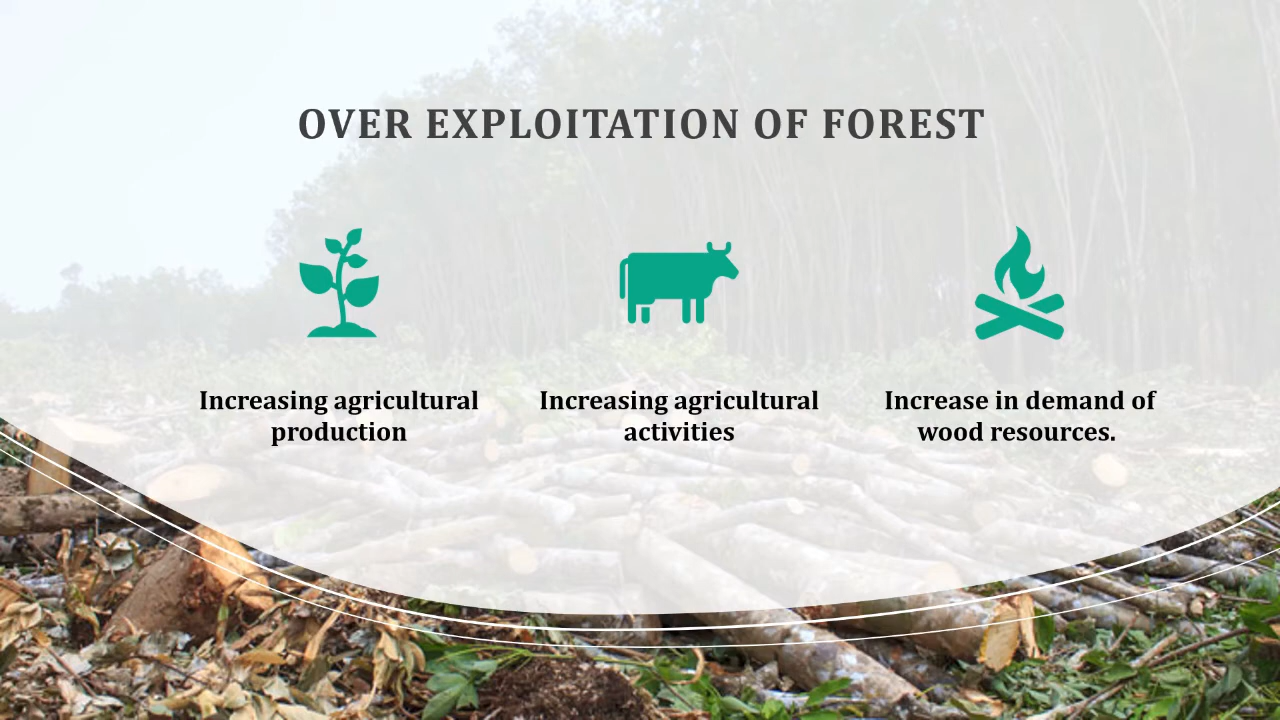 OVER EXPLOITATION OF FOREST
Increasing agricultural
production
Increasing agricultural
activities
Increase in demand of
wood resources.